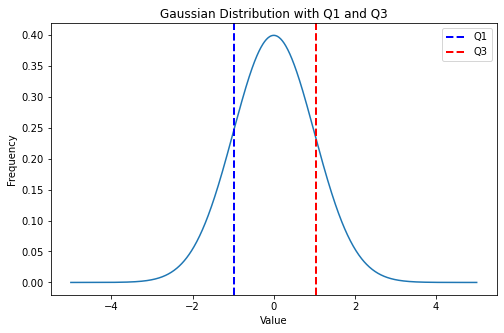 Gaussian Distribution with Q1 and Q3
Q1
Q3
Frequency
0.40
0.35
0.30
0.25
0.20
0.15
0.10
0.05
0.00
−4 −2 0 2 4
Value